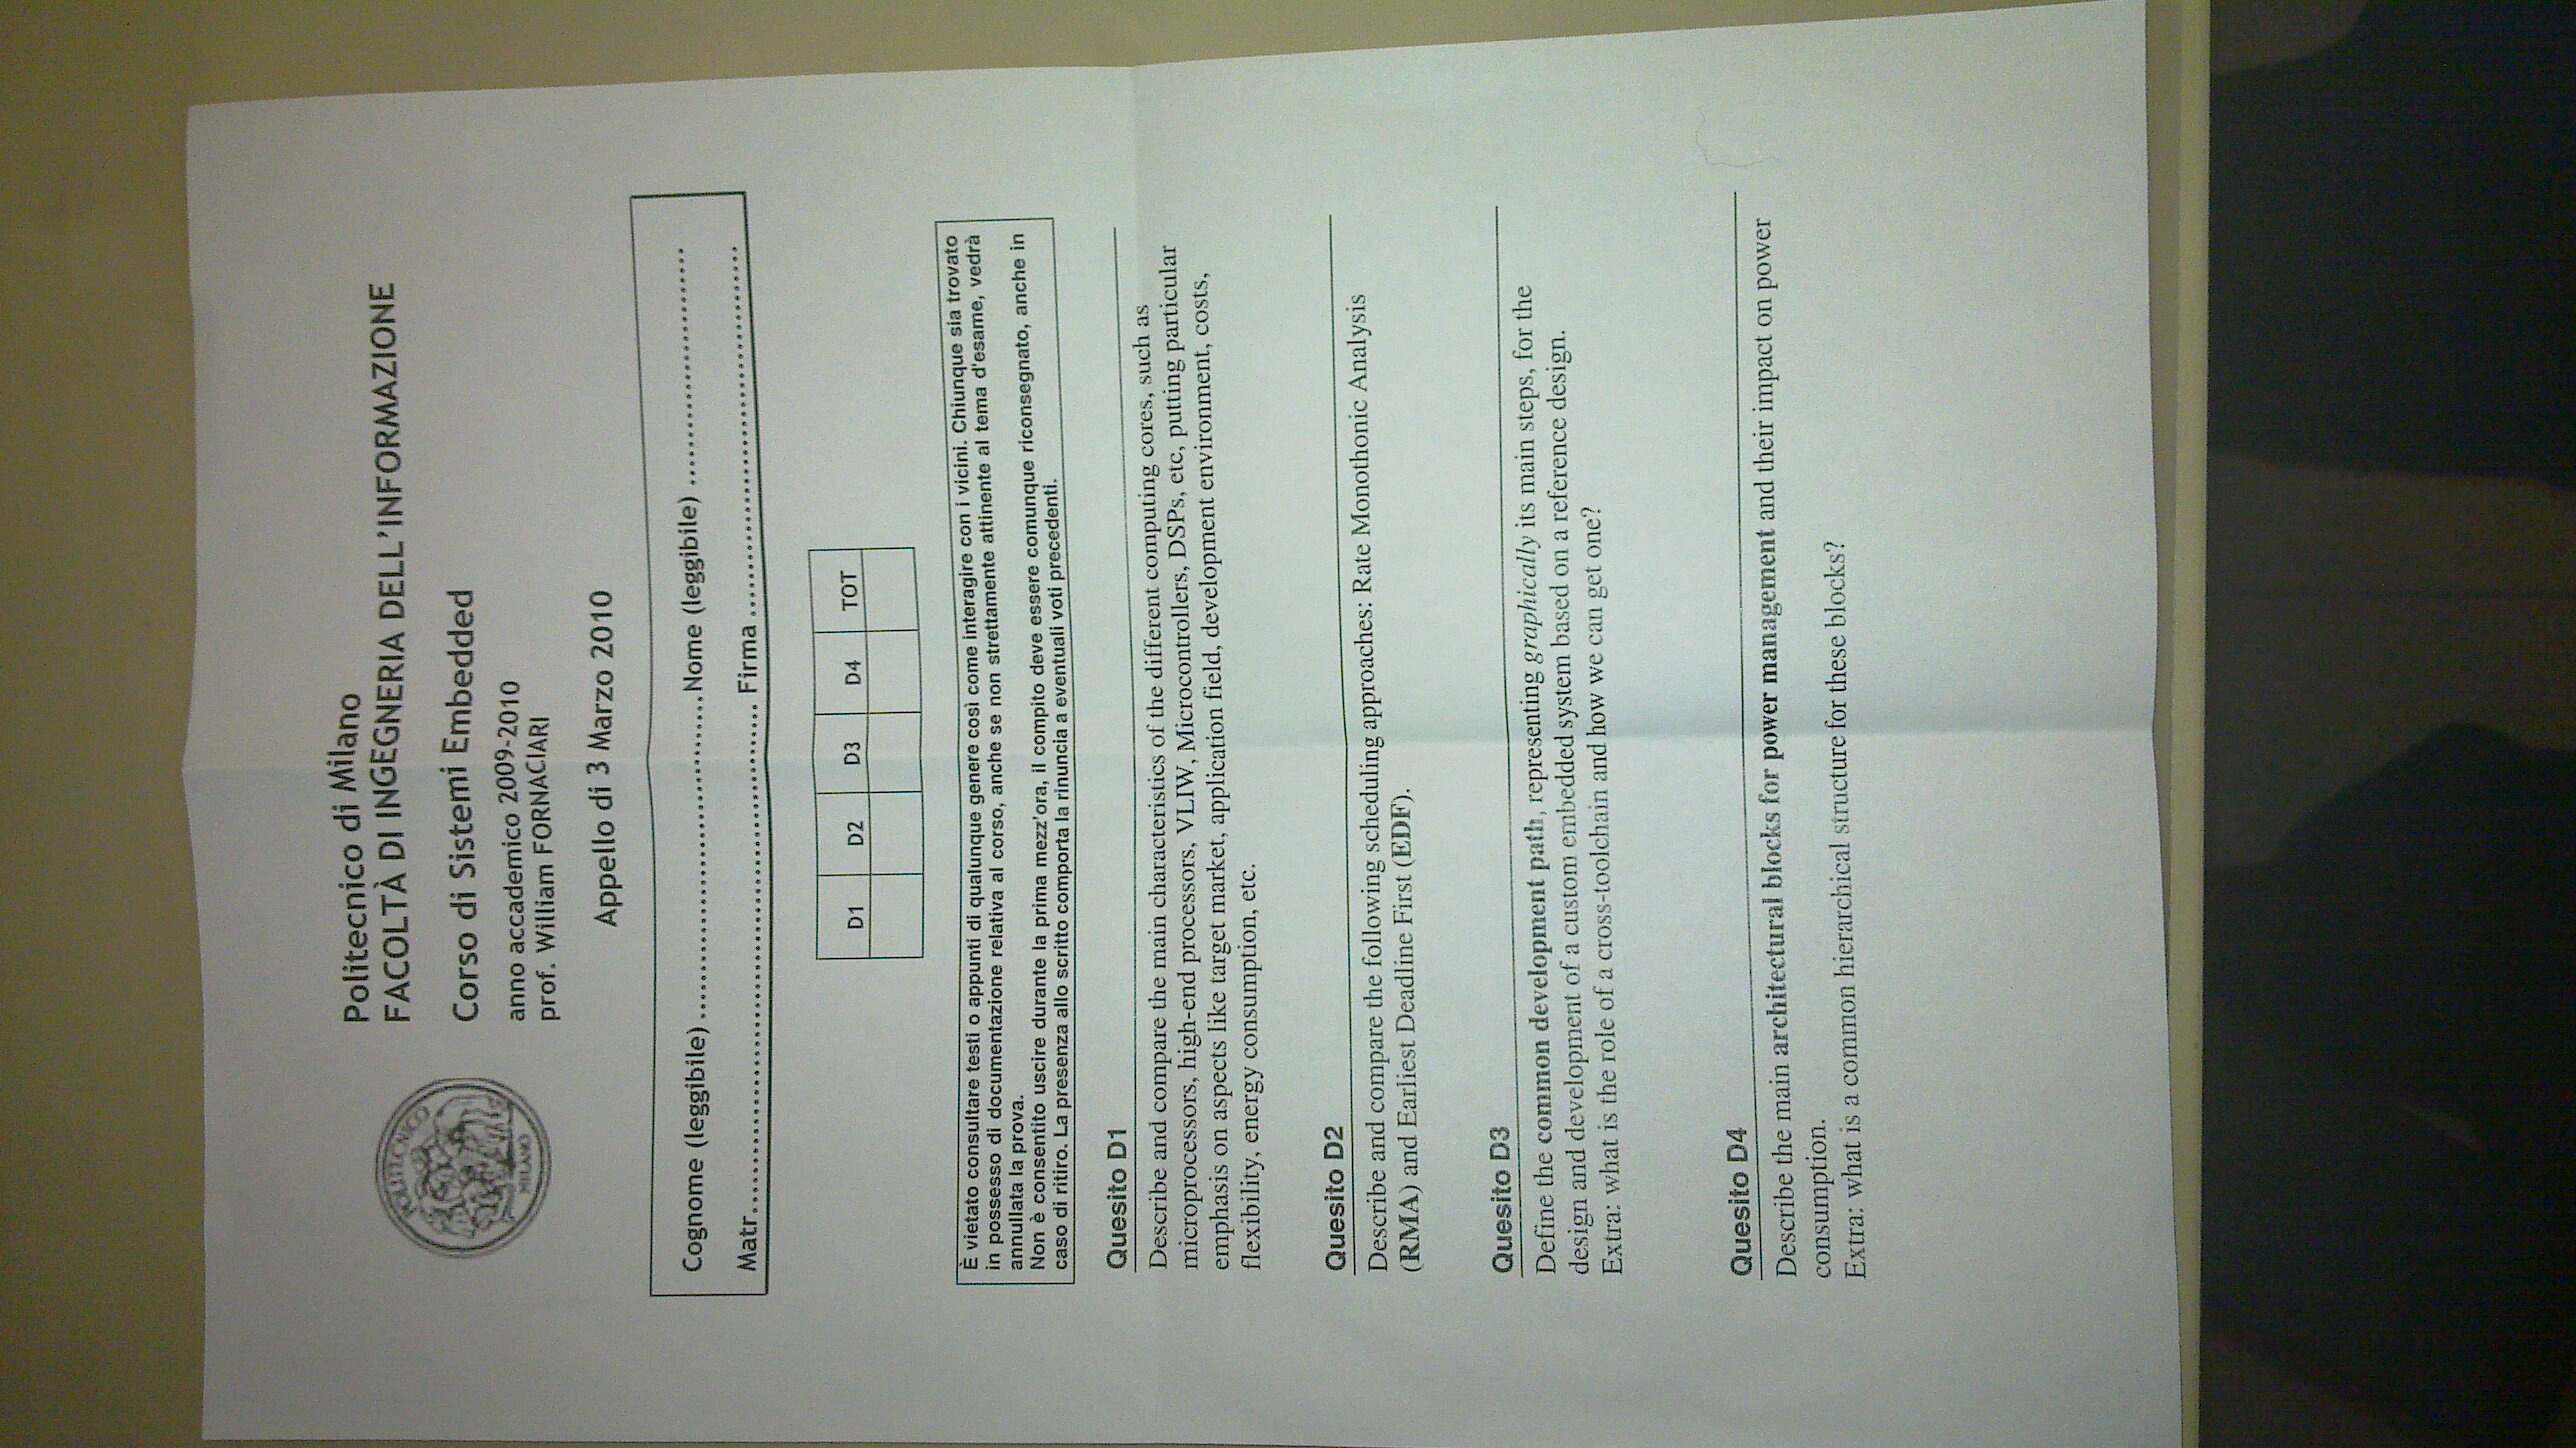 Politecnico di Milano
FACOLTÀ DI INGEGNERIA DELL'INFORMAZIONE
Corso di Sistemi Embedded
anno accademico 2009-2010
prof. William FORNACIARI
Appello di 3 Marzo 2010
POLITECNICO
MILANO
Cognome (leggibile)..........................................Nome (leggibile) ..............................
Matr.................................................................. Firma ................................................
D1 D2 D3 D4 TOT
È vietato consultare testi o appunti di qualunque genere così come interagire con i vicini. Chiunque sia trovato
in possesso di documentazione relativa al corso, anche se non strettamente attinente al tema d'esame, vedrà
annullata la prova.
Non è consentito uscire durante la prima mezz'ora, il compito deve essere comunque riconsegnato, anche in
caso di ritiro. La presenza allo scritto comporta la rinuncia a eventuali voti precedenti.
Quesito D1
Describe and compare the main characteristics of the different computing cores, such as
microprocessors, high-end processors, VLIW, Microcontrollers, DSPs, etc, putting particular
emphasis on aspects like target market, application field, development environment, costs,
flexibility, energy consumption, etc.
Quesito D2
Describe and compare the following scheduling approaches: Rate Monothonic Analysis
(RMA) and Earliest Deadline First (EDF).
Quesito D3
Define the common development path, representing graphically its main steps, for the
design and development of a custom embedded system based on a reference design.
Extra: what is the role of a cross-toolchain and how we can get one?
Quesito D4
Describe the main architectural blocks for power management and their impact on power
consumption.
Extra: what is a common hierarchical structure for these blocks?